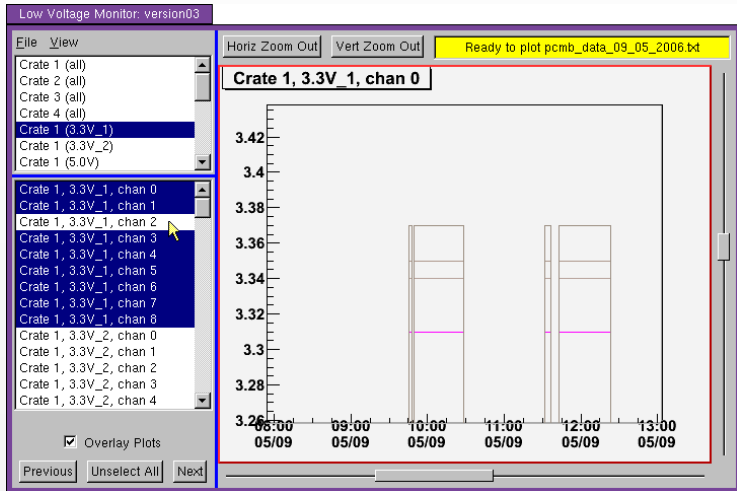 Low Voltage Monitor: version03
File View
Crate 1 (all)
Crate 2 (all)
Crate 3 (all)
Crate 4 (all)
Crate 1 (3.3V_1)
Crate 1 (3.3V_2)
Crate 1 (5.0V)
Crate 1, 3.3V_1, chan 0
Crate 1, 3.3V_1, chan 1
Crate 1, 3.3V_1, chan 2
Crate 1, 3.3V_1, chan 3
Crate 1, 3.3V_1, chan 4
Crate 1, 3.3V_1, chan 5
Crate 1, 3.3V_1, chan 6
Crate 1, 3.3V_1, chan 7
Crate 1, 3.3V_1, chan 8
Crate 1, 3.3V_2, chan 0
Crate 1, 3.3V_2, chan 1
Crate 1, 3.3V_2, chan 2
Crate 1, 3.3V_2, chan 3
Crate 1, 3.3V_2, chan 4
Overlay Plots
Previous Unselect All Next
Horiz Zoom Out Vert Zoom Out Ready to plot pcmb_data_09_05_2006.txt
Crate 1, 3.3V_1, chan 0
3.42
3.4
3.38
3.36
3.34
3.32
3.3
3.28
3.26
08:00 09:00 10:00 11:00 12:00 13:00
05/09 05/09 05/09 05/09 05/09 05/09